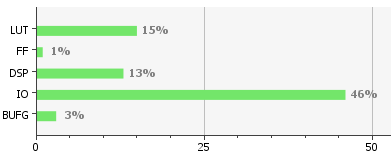 LUT 15%
FF 1%
DSP 13%
IO 46%
BUFG 3%
0 25 50